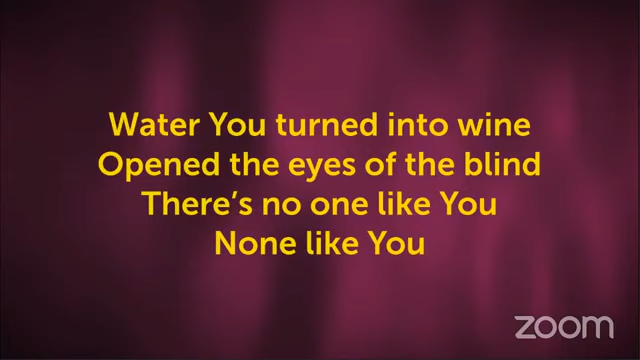 Water You turned into wine
Opened the eyes of the blind
There's no one like You
None like You
zoom